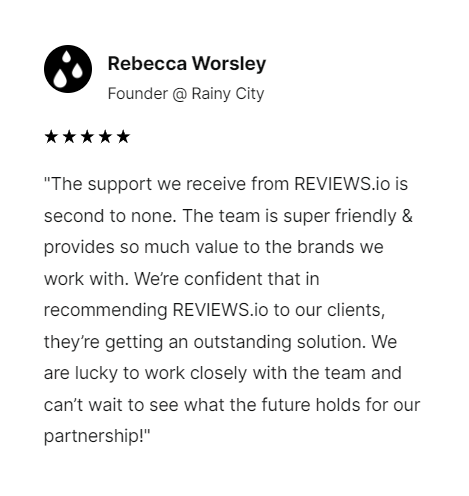 Rebecca Worsley
Founder @ Rainy City
★★★★★
"The support we receive from REVIEWS.io is
second to none. The team is super friendly &
provides so much value to the brands we
work with. We’re confident that in
recommending REVIEWS.io to our clients,
they’re getting an outstanding solution. We
are lucky to work closely with the team and
can’t wait to see what the future holds for our
partnership!"